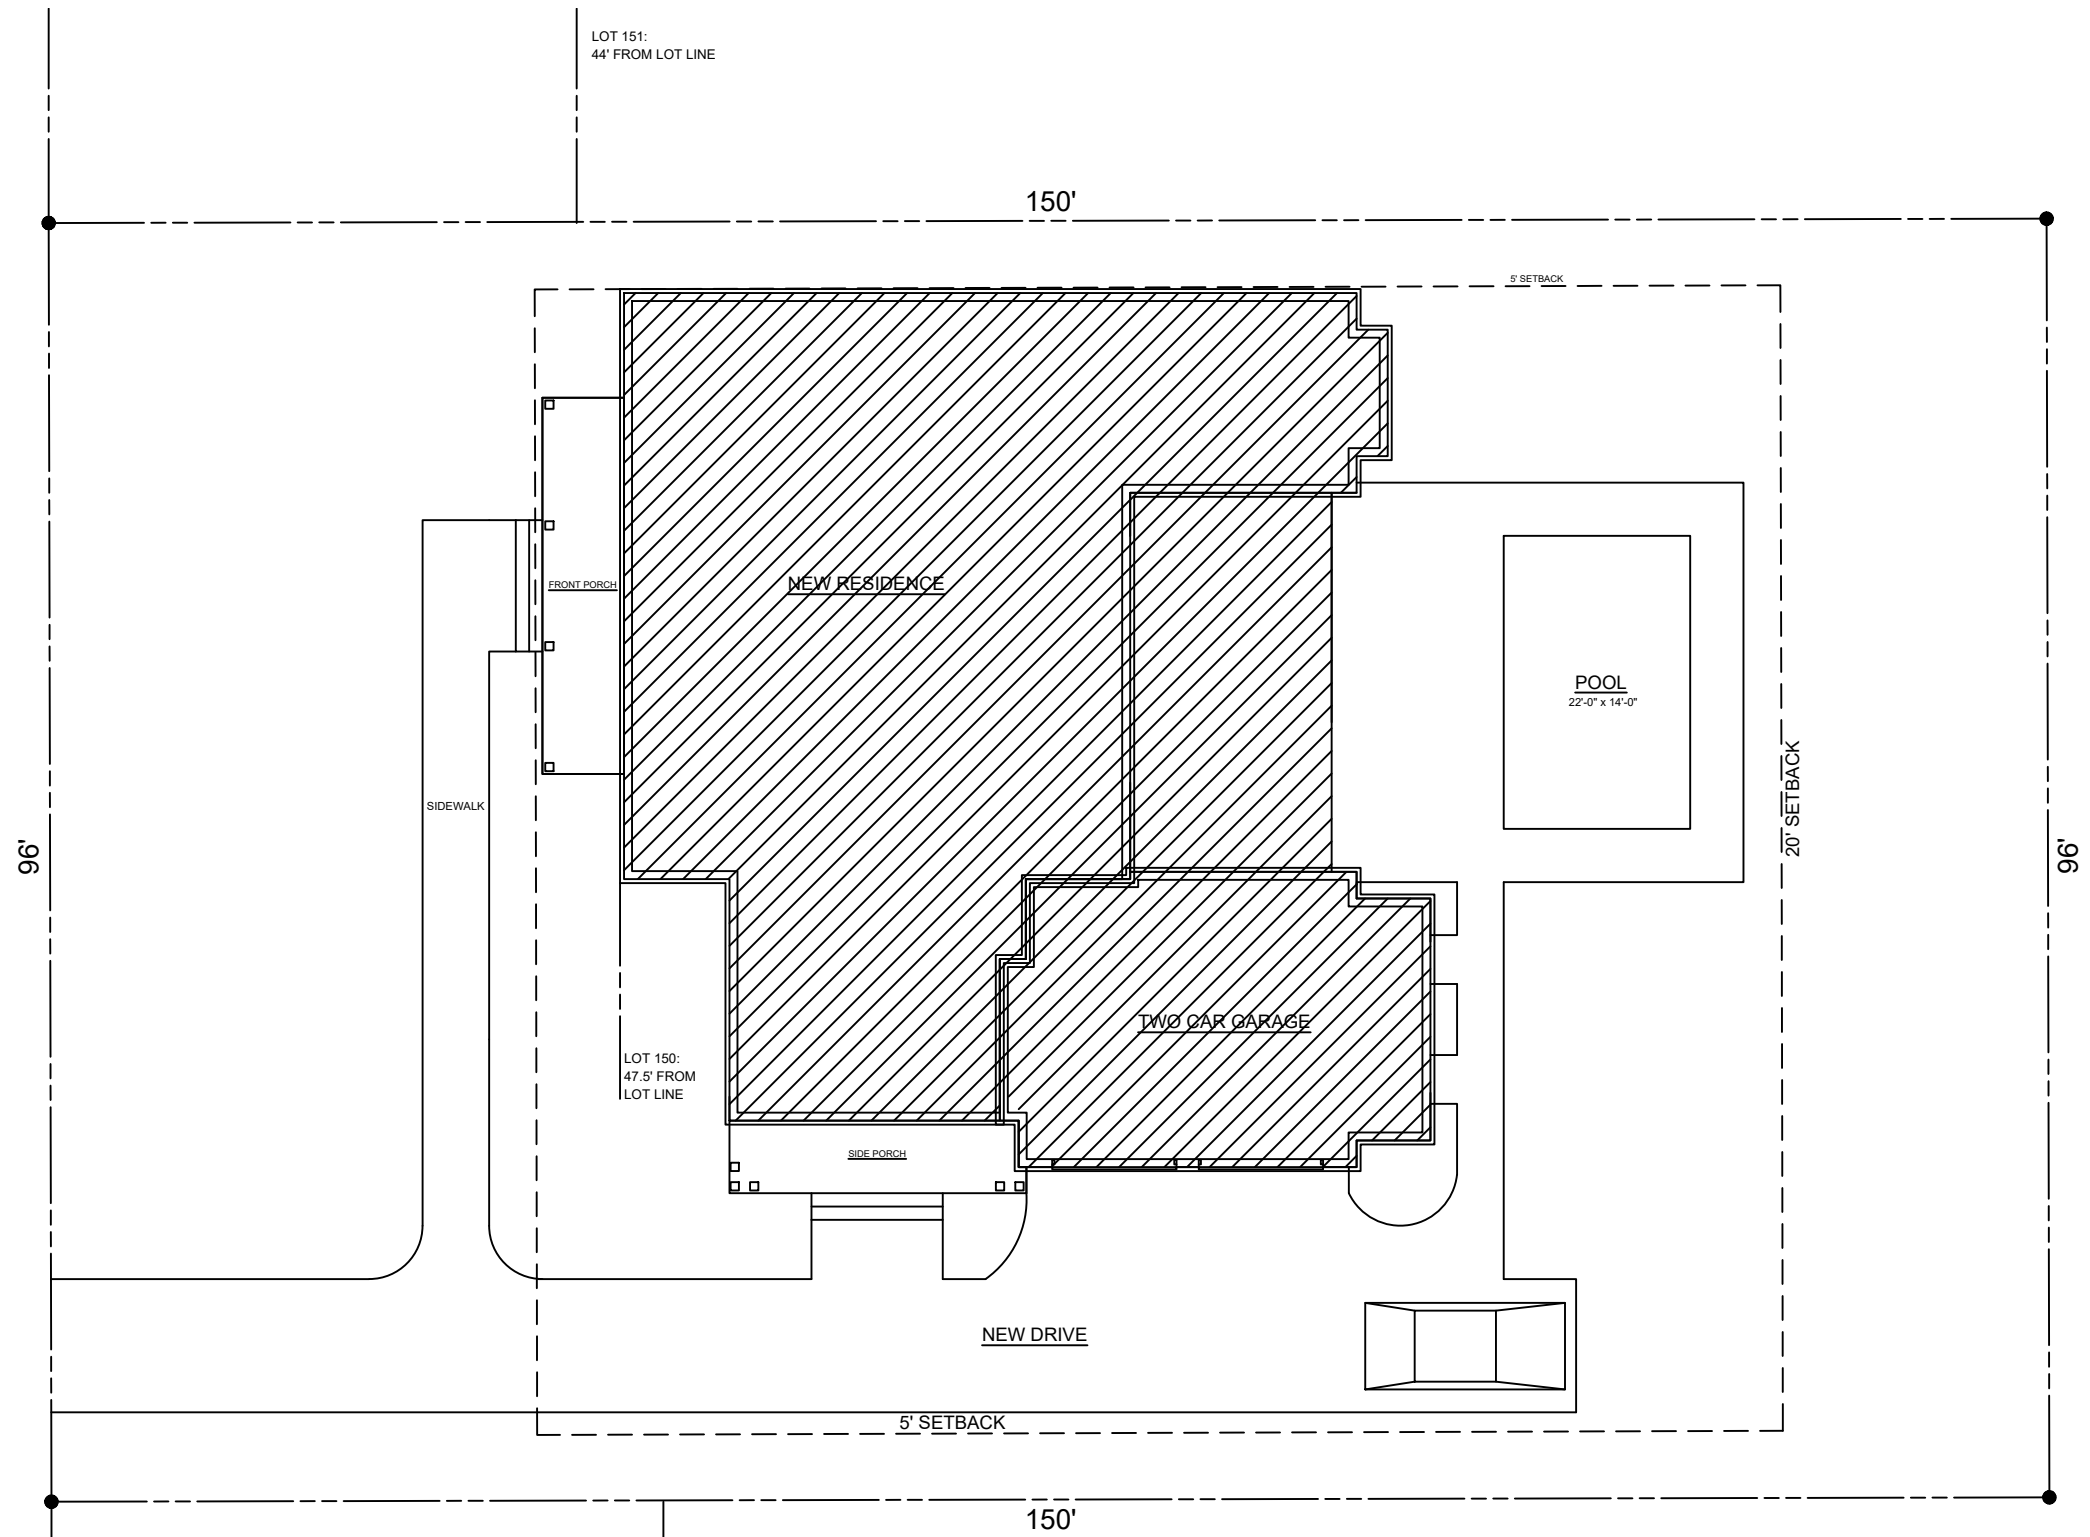 LOT 151:
44' FROM LOT LINE
150'
5' SETBACK
NEW RESIDENCE
FRONT PORCH
POOL
22'-0" x 14'-0"
SIDEWALK
20' SETBACK
96'
96'
TWO CAR GARAGE
LOT 150:
47.5' FROM
LOT LINE
SIDE PORCH
NEW DRIVE
5' SETBACK
150'